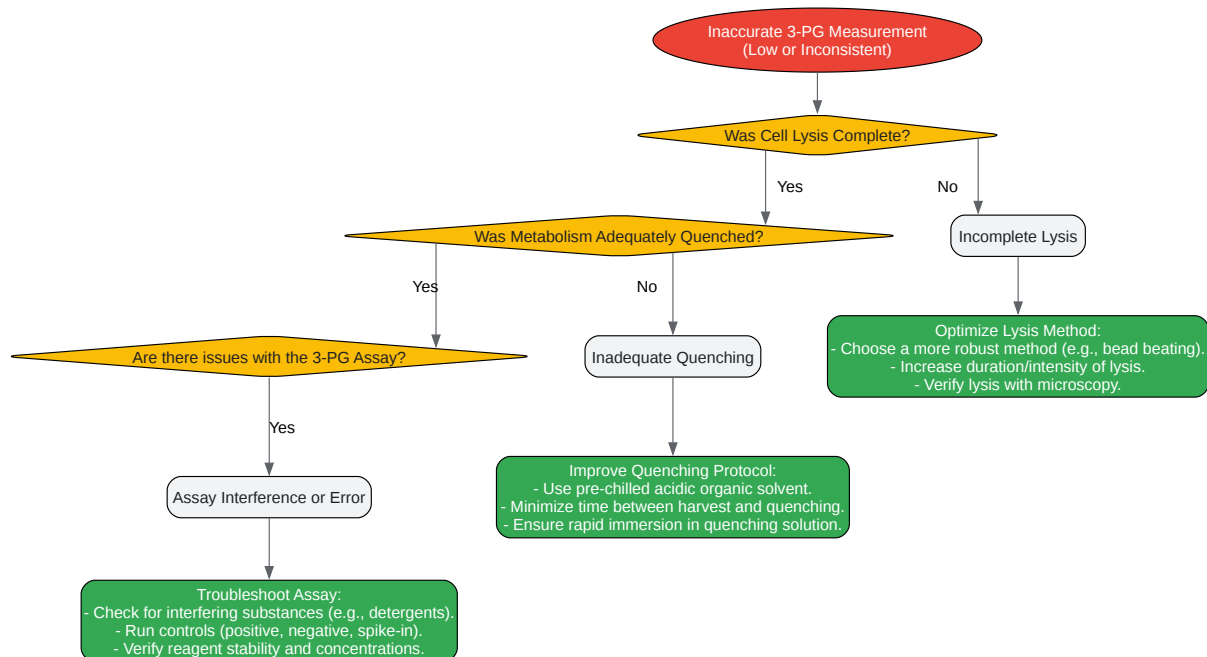 Inaccurate 3-PG Measurement
(Low or Inconsistent)
Was Cell Lysis Complete?
Yes
No
Was Metabolism Adequately Quenched?
Incomplete Lysis
Yes
No
Optimize Lysis Method:
- Choose a more robust method (e.g., bead beating).
- Increase duration/intensity of lysis.
- Verify lysis with microscopy.
Are there issues with the 3-PG Assay?
Inadequate Quenching
Yes
Improve Quenching Protocol:
- Use pre-chilled acidic organic solvent.
- Minimize time between harvest and quenching.
- Ensure rapid immersion in quenching solution.
Assay Interference or Error
Troubleshoot Assay:
- Check for interfering substances (e.g., detergents).
- Run controls (positive, negative, spike-in).
- Verify reagent stability and concentrations.